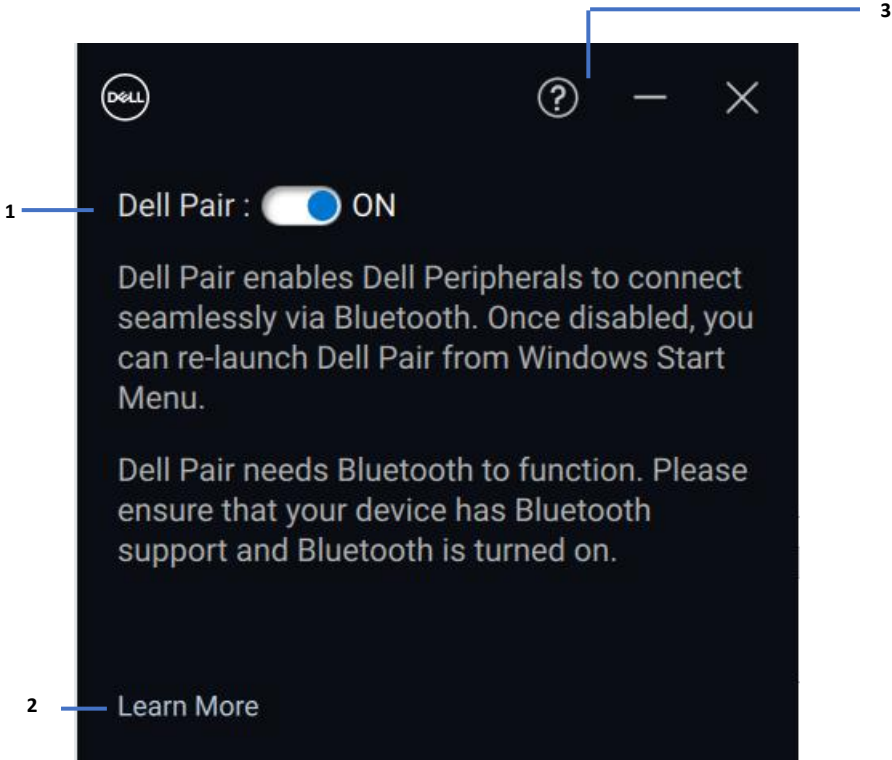 3
DELL
?
1
Dell Pair : ON
Dell Pair enables Dell Peripherals to connect
seamlessly via Bluetooth. Once disabled, you
can re-launch Dell Pair from Windows Start
Menu.
Dell Pair needs Bluetooth to function. Please
ensure that your device has Bluetooth
support and Bluetooth is turned on.
2
Learn More